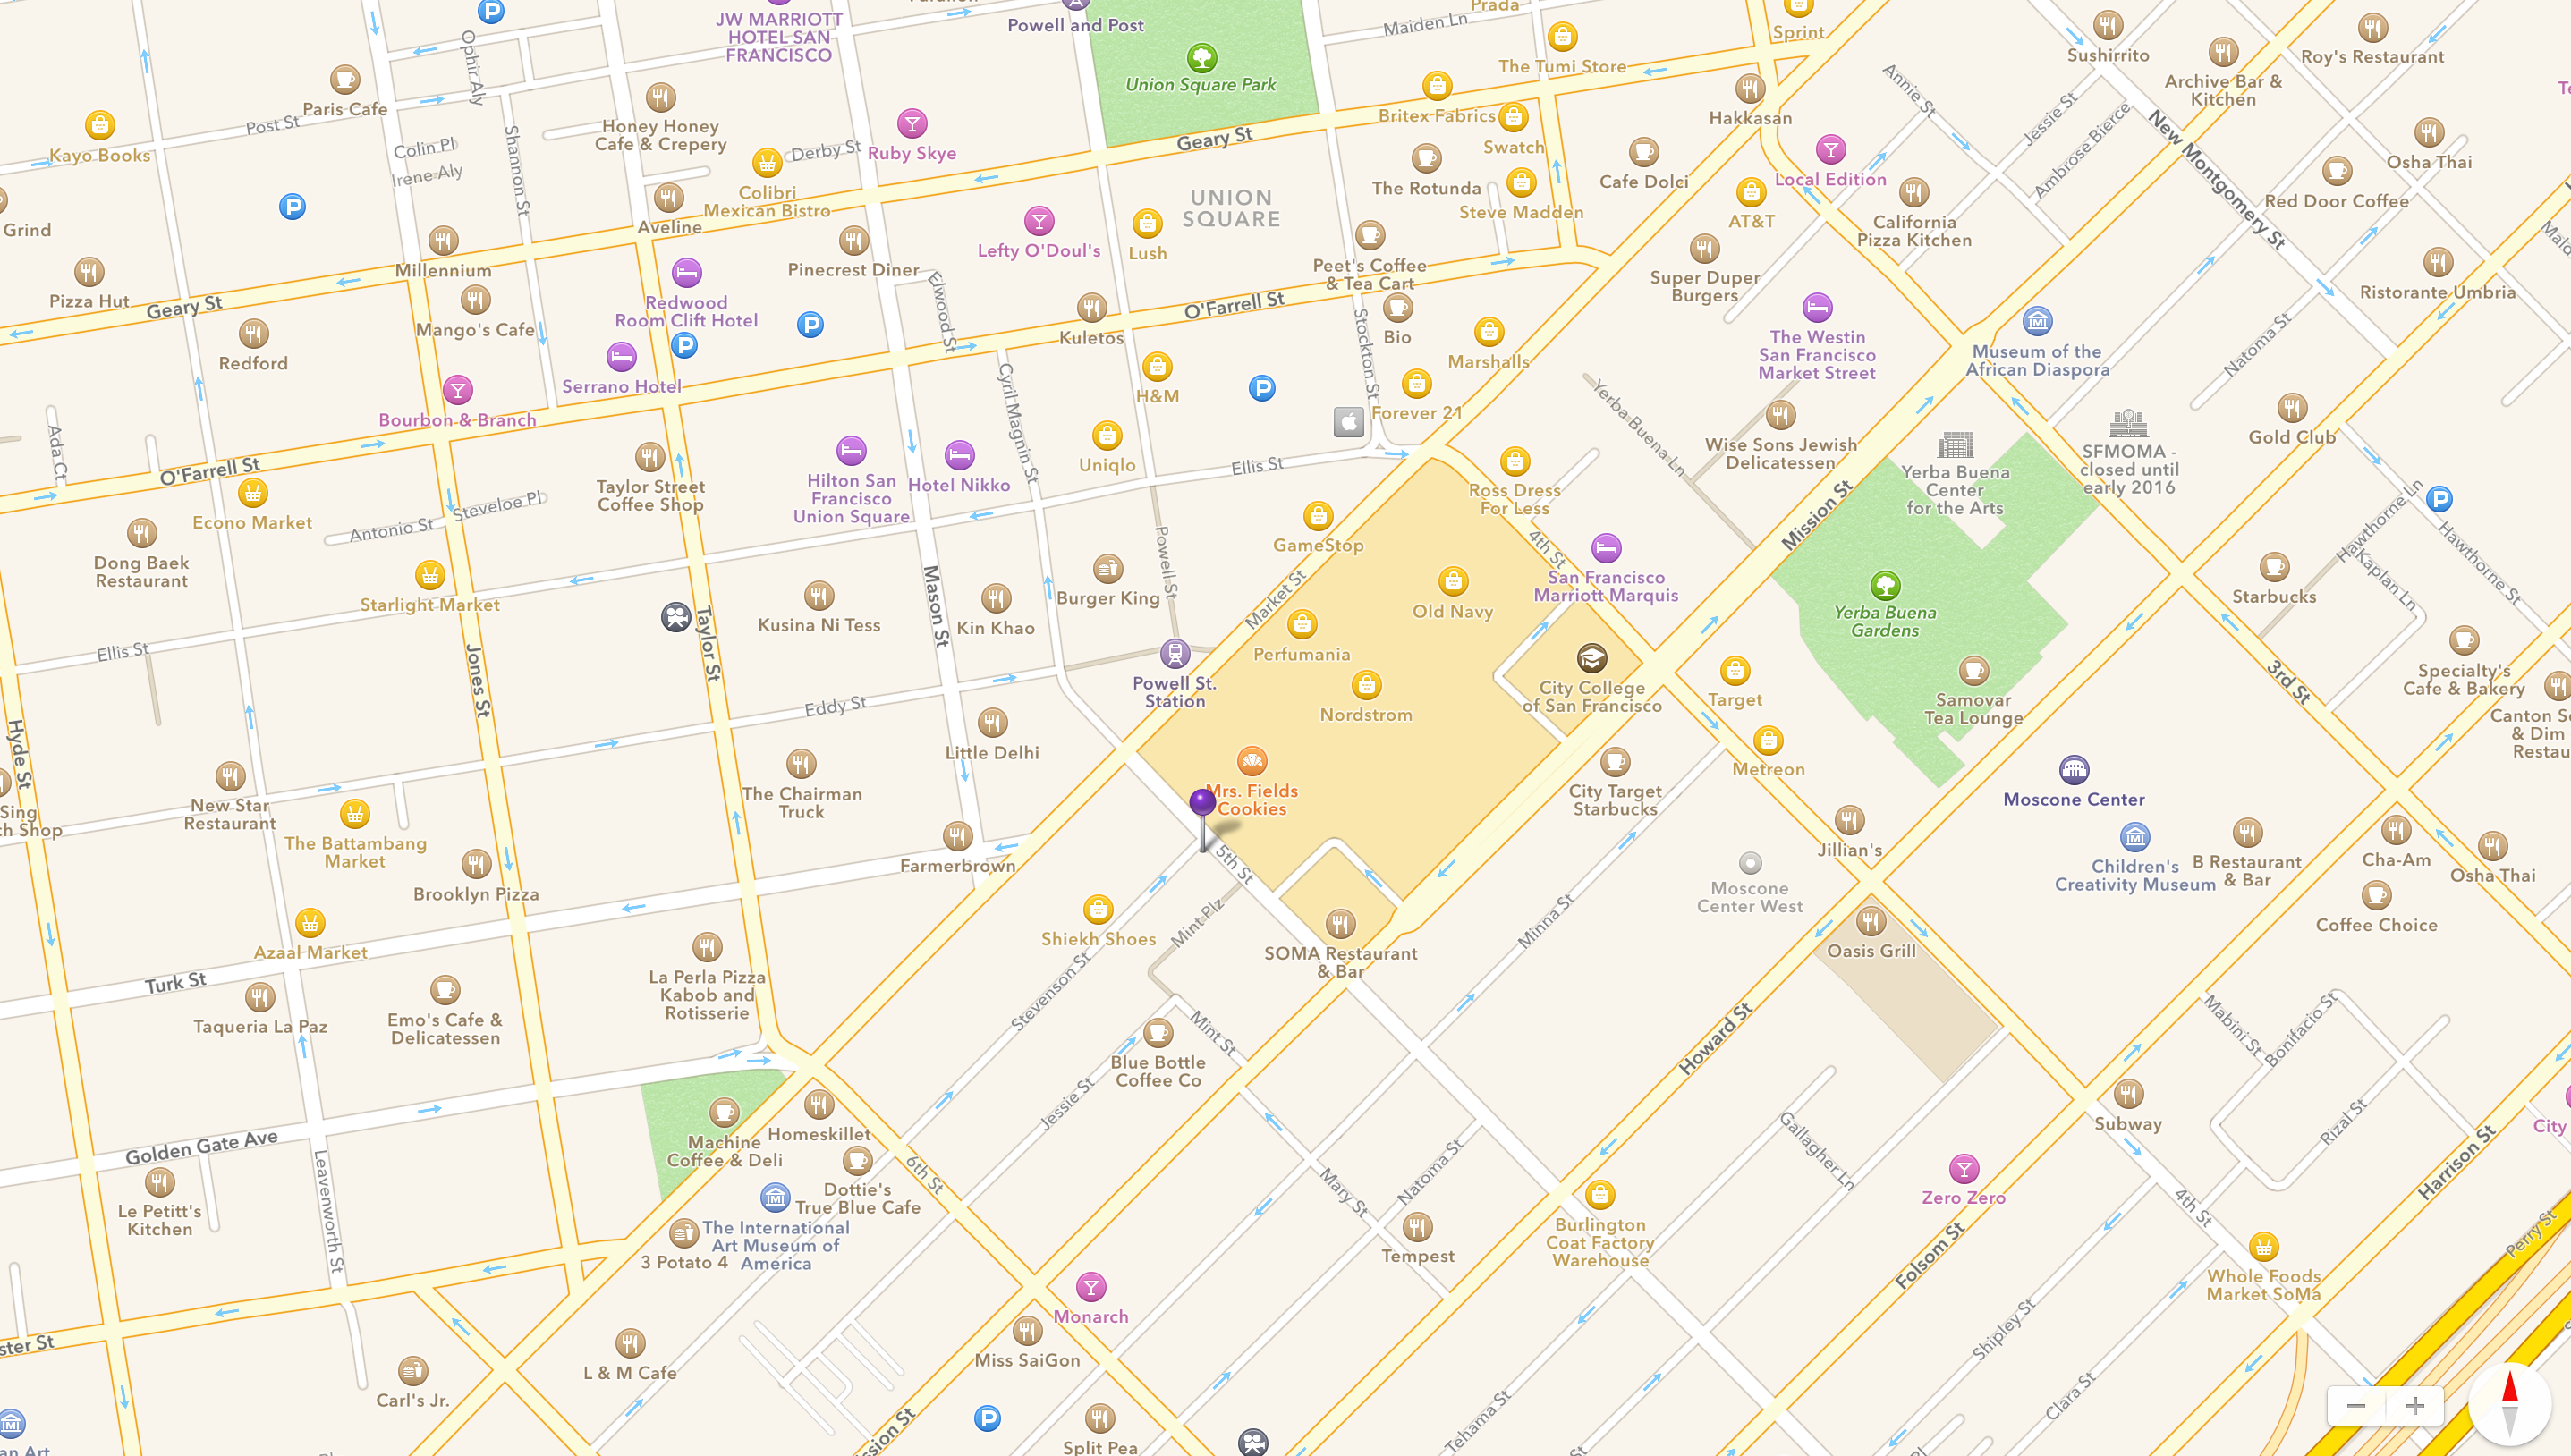 JW MARRIOTT
HOTEL SAN
FRANCISCO
Powell and Post
Maiden Ln
Prada
Sprint
The Tumi Store
Sushirrito
Archive Bar &
Kitchen
Roy's Restaurant
Ophir Aly
Paris Cafe
Union Square Park
Britex Fabrics
Swatch
Hakkasan
Annie St
Jessie St
Ambrose Bierce
New Montgomery St
Osha Thai
Kayo Books
Post St
Colin Pl
Irene Aly
Shannon St
Honey Honey
Cafe & Crepery
Derby St
Ruby Skye
Geary St
Colibri
Mexican Bistro
UNION
SQUARE
The Rotunda
Steve Madden
Cafe Dolci
Local Edition
AT&T
California
Pizza Kitchen
Red Door Coffee
Grind
Aveline
Millennium
Pinecrest Diner
Lefty O'Doul's
Lush
Peet's Coffee
& Tea Cart
Super Duper
Burgers
Ristorante Umbria
Pizza Hut
Geary St
Mango's Cafe
Redwood
Room Clift Hotel
Elwood St
Kuletos
O'Farrell St
Bio
Stockton St
Marshalls
The Westin
San Francisco
Market Street
Museum of the
African Diaspora
Natoma St
Redford
Serrano Hotel
Cyril Magnin St
H&M
Forever 21
Yerba Buena Ln
Bourbon & Branch
Ada Ct
O'Farrell St
Econo Market
Antonio St
Steveloe Pl
Taylor Street
Coffee Shop
Hilton San
Francisco
Union Square
Hotel Nikko
Uniqlo
Ellis St
Ross Dress
For Less
Wise Sons Jewish
Delicatessen
Yerba Buena
Center
for the Arts
SFMOMA -
closed until
early 2016
Gold Club
Mission St
Hawthorne Ln
Hawthorne St
Kaplan Ln
Dong Baek
Restaurant
Starlight Market
Powell St
GameStop
4th St
Old Navy
San Francisco
Marriott Marquis
Yerba Buena
Gardens
Starbucks
Burger King
Kusina Ni Tess
Kin Khao
Mason St
Taylor St
Market St
Perfumania
Ellis St
Jones St
Powell St.
Station
Nordstrom
City College
of San Francisco
Target
Samovar
Tea Lounge
3rd St
Specialty's
Cafe & Bakery
Hyde St
Eddy St
Little Delhi
Metreon
Moscone Center
New Star
Restaurant
The Battambang
Market
The Chairman
Truck
Mrs. Fields
Cookies
City Target
Starbucks
Jillian's
Children's
Creativity Museum
B Restaurant
& Bar
Cha-Am
Osha Thai
Brooklyn Pizza
Farmerbrown
5th St
Moscone
Center West
Coffee Choice
Azaal Market
Shiekh Shoes
Mint Plz
SOMA Restaurant
& Bar
Minna St
Oasis Grill
Turk St
Taqueria La Paz
Emo's Cafe &
Delicatessen
La Perla Pizza
Kabob and
Rotisserie
Stevenson St
Mint St
Blue Bottle
Coffee Co
Howard St
Mabini St
Bonifacio St
Jessie St
Golden Gate Ave
Machine
Coffee & Deli
Homeskillet
Dottie's
True Blue Cafe
6th St
Mary St
Natoma St
Gallagher Ln
Subway
Rizal St
Harrison St
City
Le Petitt's
Kitchen
Leavenworth St
The International
Art Museum of
America
3 Potato 4
Tempest
Burlington
Coat Factory
Warehouse
Zero Zero
Folsom St
4th St
Perry St
Whole Foods
Market SoMa
Monarch
Miss SaiGon
Shipley St
L & M Cafe
Carl's Jr.
Clara St
Split Pea
Tehama St